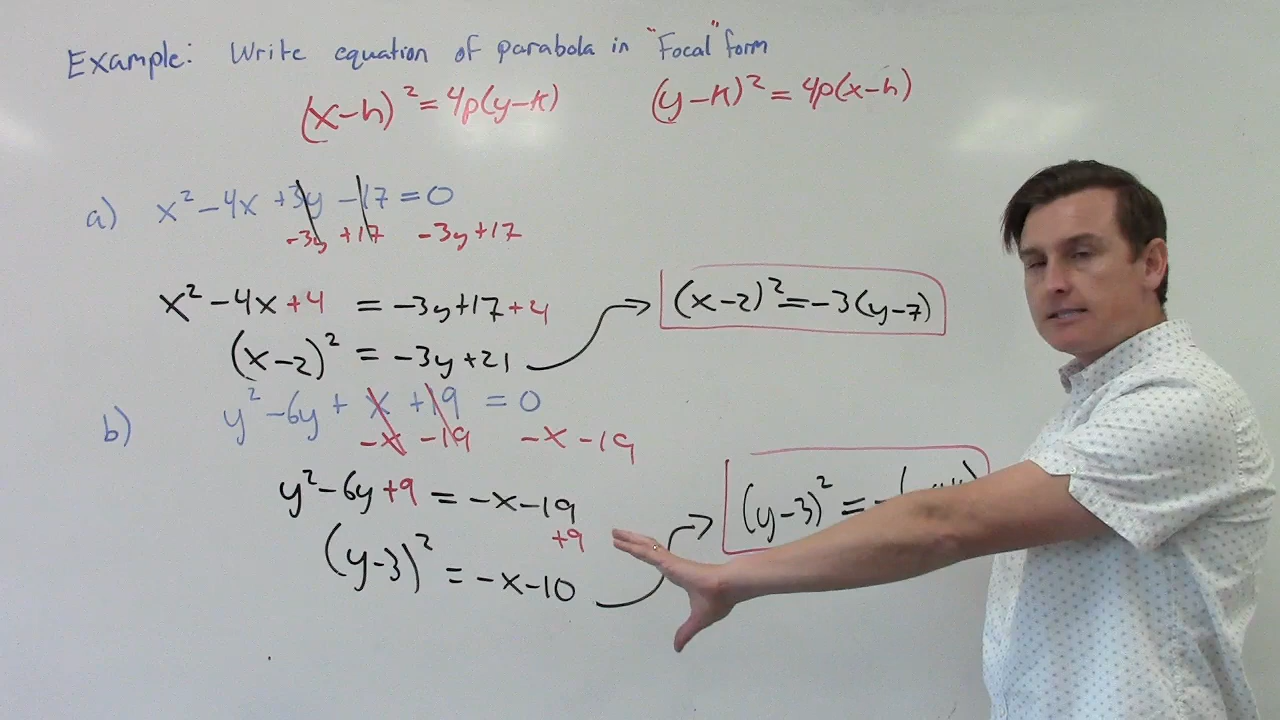 Example: Write equation of parabola in "Focal" form
(x-h)² = 4p(y-k) (y-k)² = 4p(x-h)
a) x² - 4x + 3y - 17 = 0
-3y +17 -3y +17
x² - 4x + 4 = -3y + 17 + 4
(x-2)² = -3y + 21
(x-2)² = -3(y-7)
b) y² - 6y + x + 19 = 0
-x -19 -x -19
y² - 6y + 9 = -x - 19
+9
(y-3)² = -x - 10
(y-3)² = -(